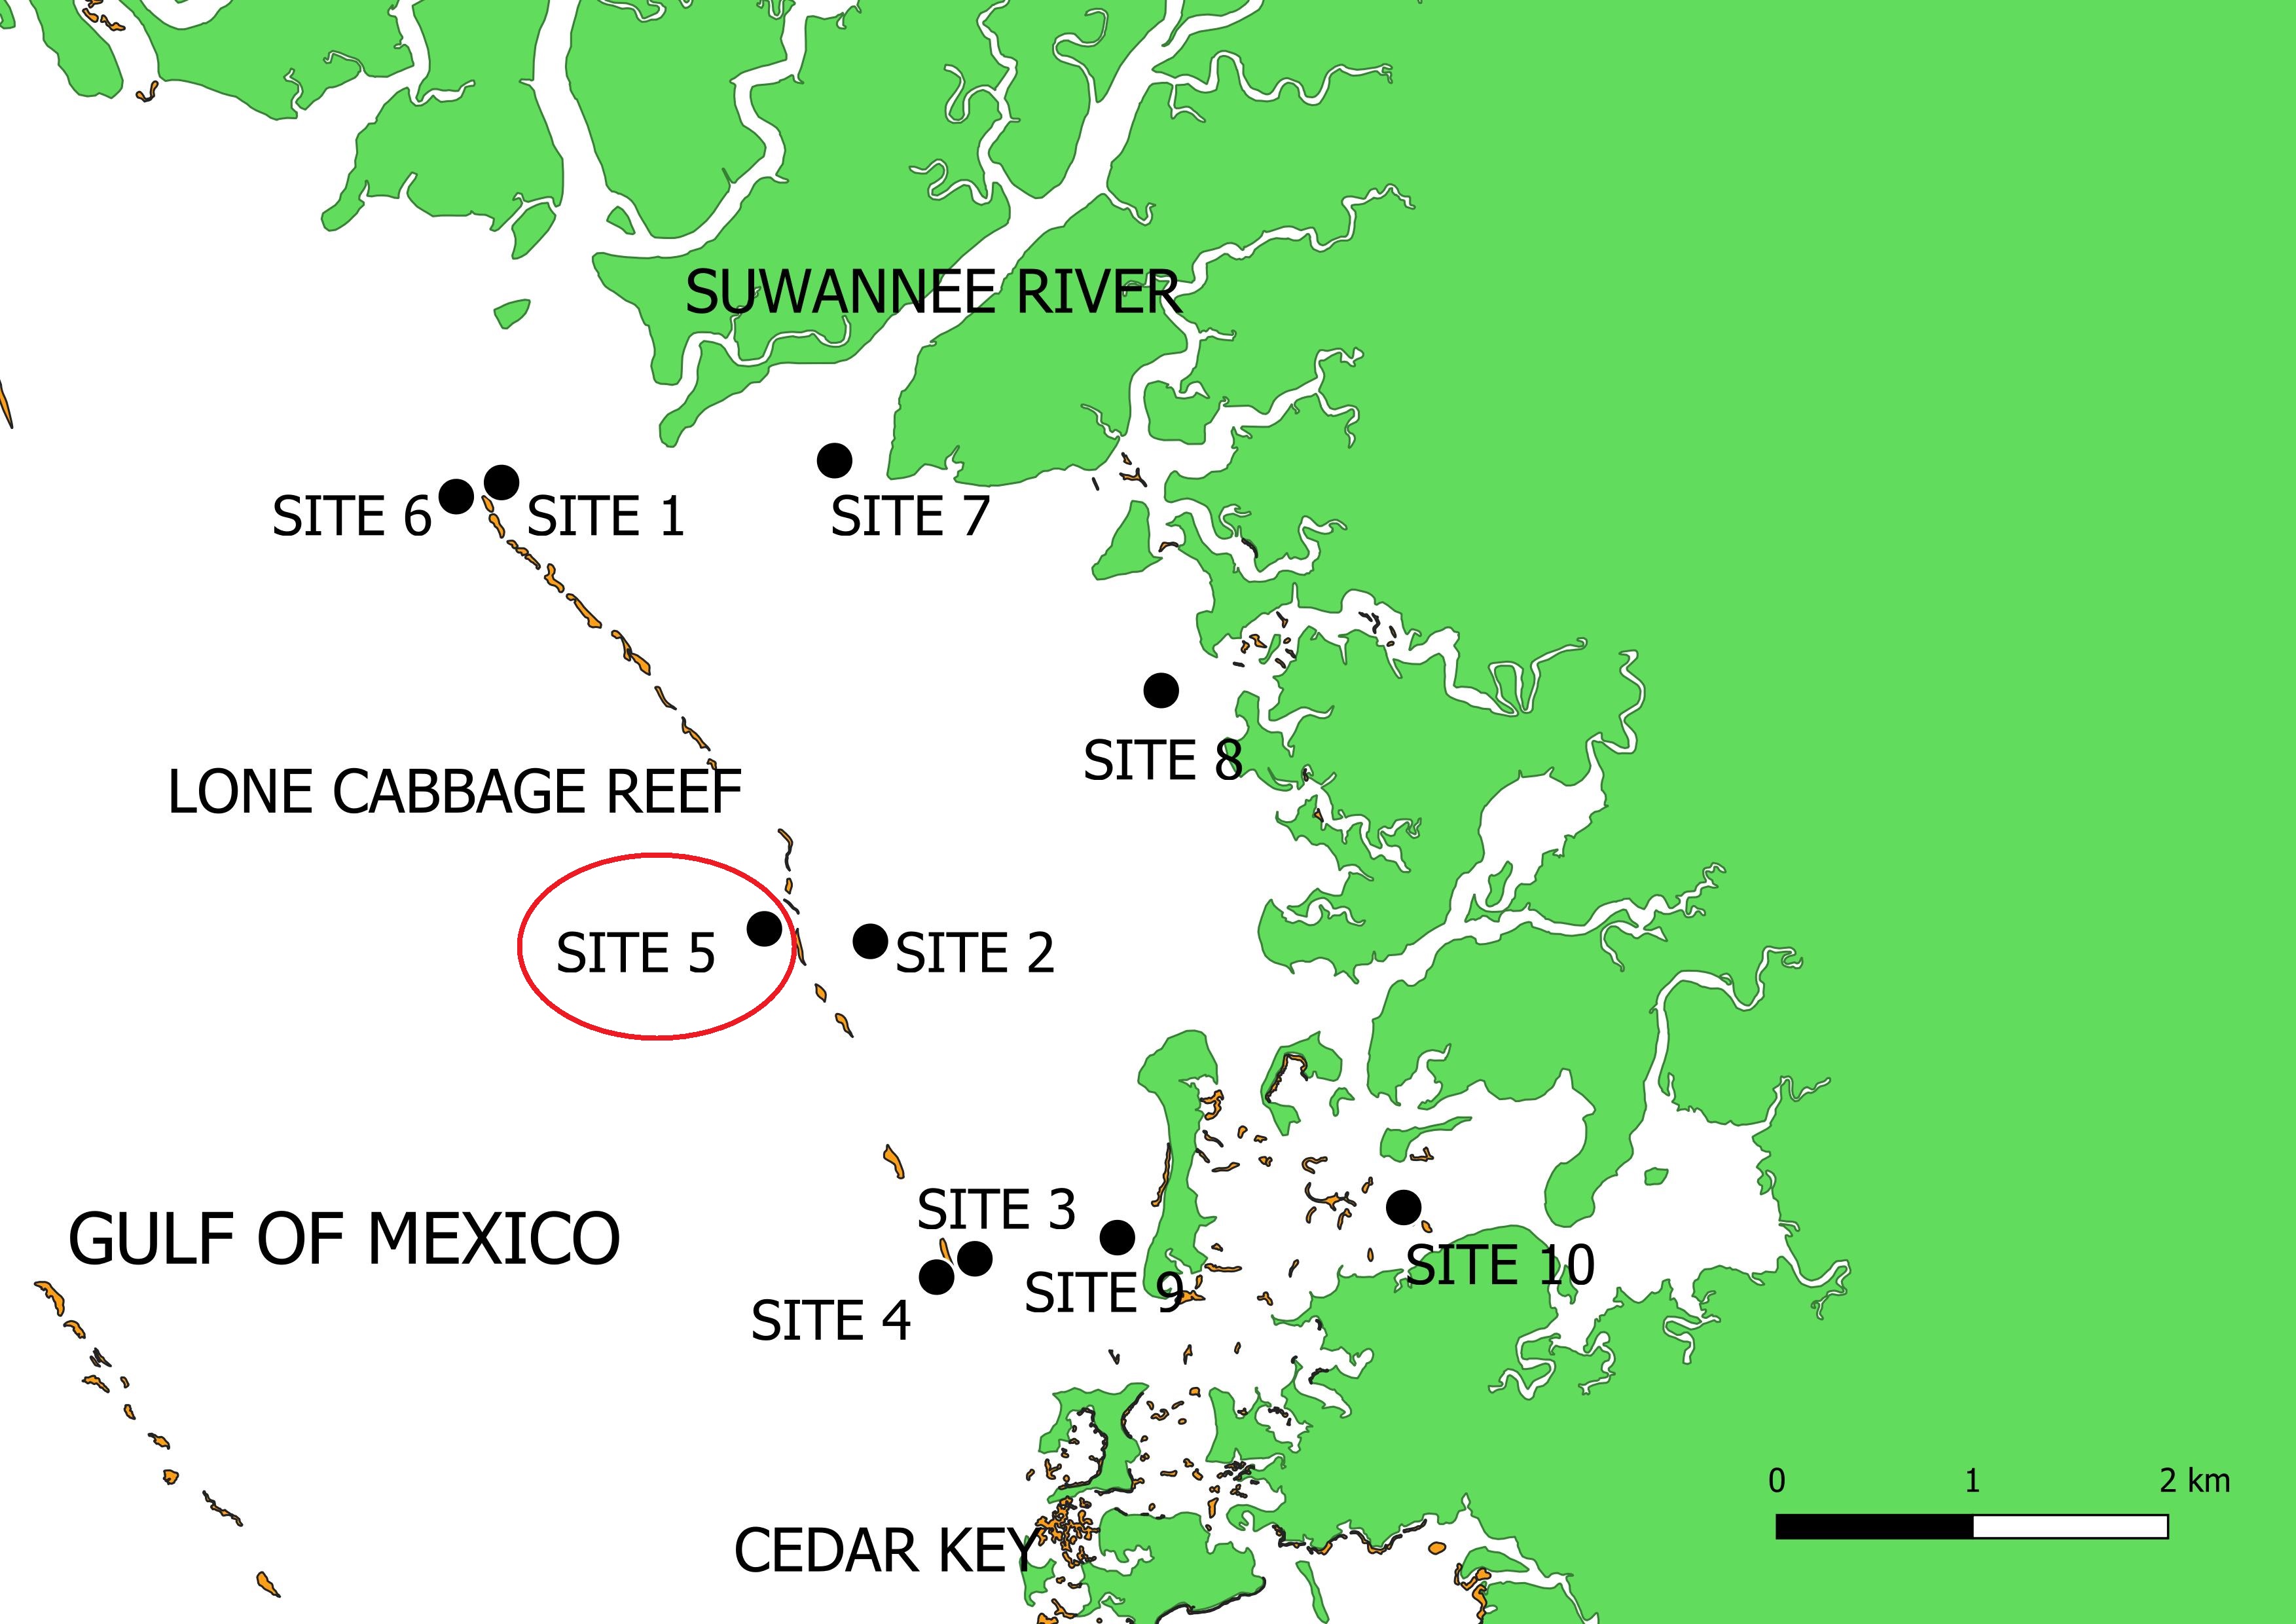 SUWANNEE RIVER
SITE 6
SITE 1
SITE 7
SITE 8
LONE CABBAGE REEF
SITE 5
SITE 2
SITE 3
GULF OF MEXICO
SITE 9
SITE 10
SITE 4
0 1 2 km
CEDAR KEY